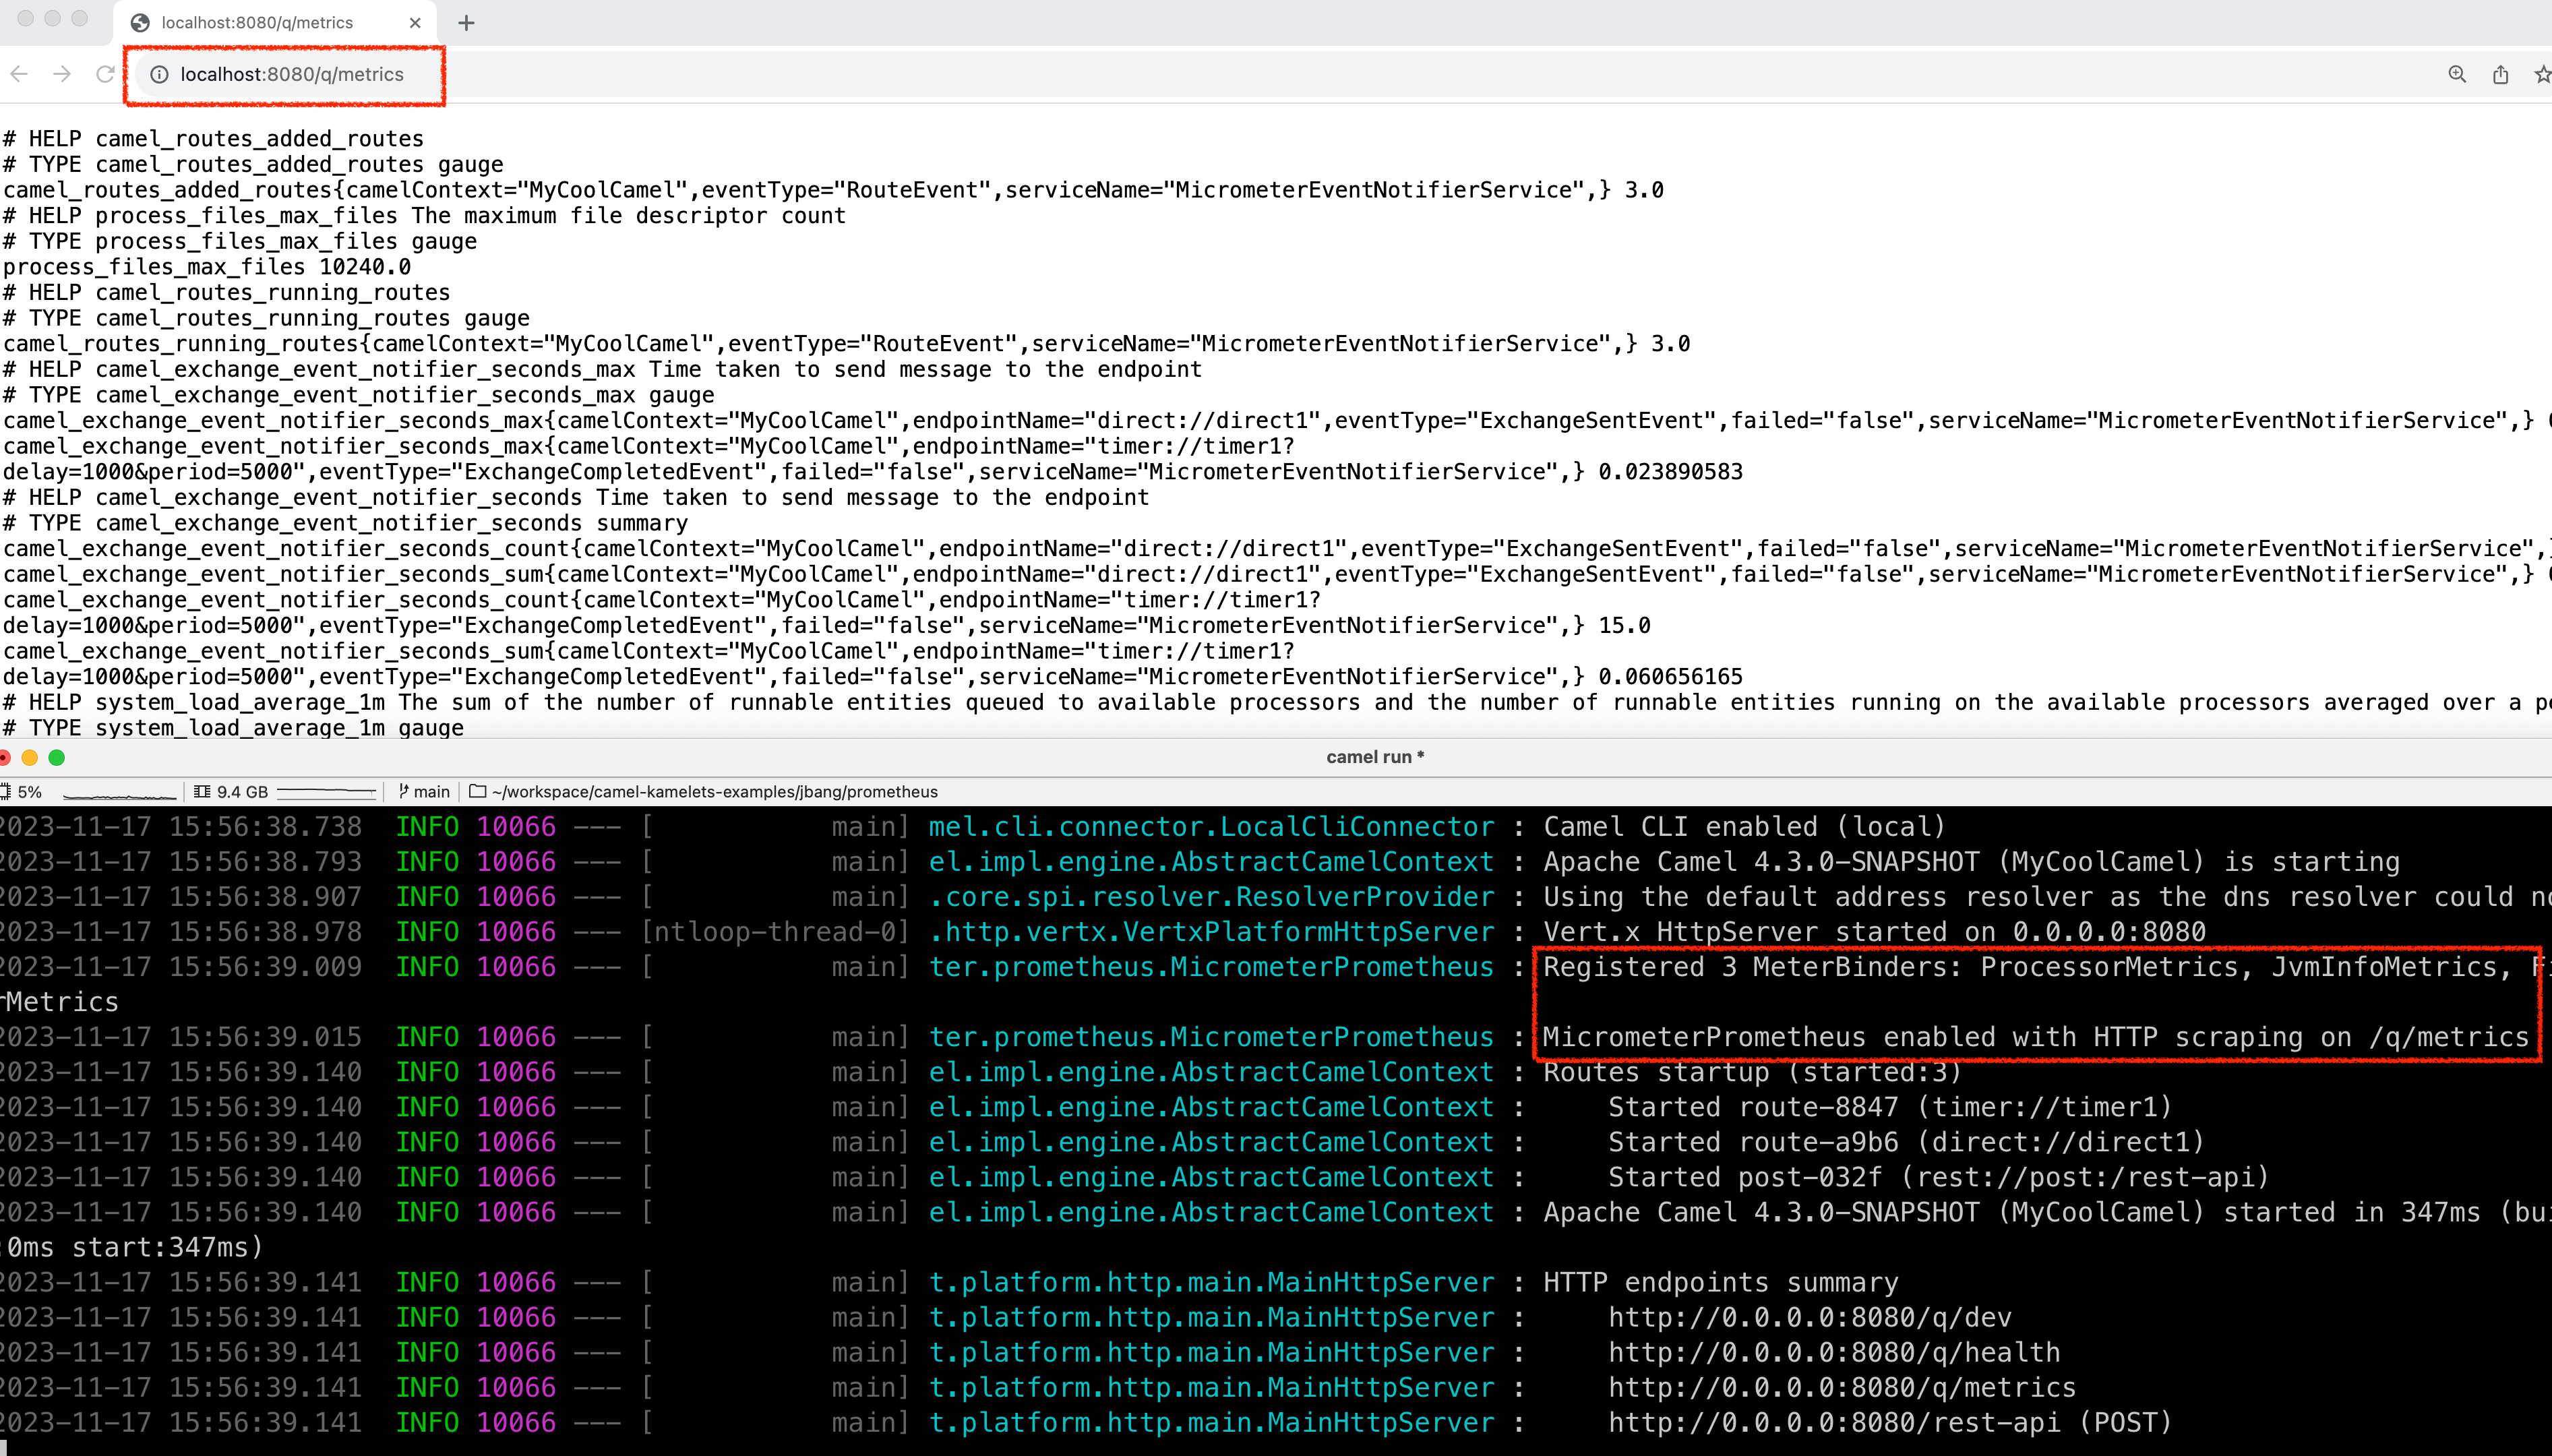 localhost:8080/q/metrics
localhost:8080/q/metrics
# HELP camel_routes_added_routes
# TYPE camel_routes_added_routes gauge
camel_routes_added_routes{camelContext="MyCoolCamel",eventType="RouteEvent",serviceName="MicrometerEventNotifierService",} 3.0
# HELP process_files_max_files The maximum file descriptor count
# TYPE process_files_max_files gauge
process_files_max_files 10240.0
# HELP camel_routes_running_routes
# TYPE camel_routes_running_routes gauge
camel_routes_running_routes{camelContext="MyCoolCamel",eventType="RouteEvent",serviceName="MicrometerEventNotifierService",} 3.0
# HELP camel_exchange_event_notifier_seconds_max Time taken to send message to the endpoint
# TYPE camel_exchange_event_notifier_seconds_max gauge
camel_exchange_event_notifier_seconds_max{camelContext="MyCoolCamel",endpointName="direct://direct1",eventType="ExchangeSentEvent",failed="false",serviceName="MicrometerEventNotifierService",}
camel_exchange_event_notifier_seconds_max{camelContext="MyCoolCamel",endpointName="timer://timer1?
delay=1000&period=5000",eventType="ExchangeCompletedEvent",failed="false",serviceName="MicrometerEventNotifierService",} 0.023890583
# HELP camel_exchange_event_notifier_seconds Time taken to send message to the endpoint
# TYPE camel_exchange_event_notifier_seconds summary
camel_exchange_event_notifier_seconds_count{camelContext="MyCoolCamel",endpointName="direct://direct1",eventType="ExchangeSentEvent",failed="false",serviceName="MicrometerEventNotifierService",
camel_exchange_event_notifier_seconds_sum{camelContext="MyCoolCamel",endpointName="direct://direct1",eventType="ExchangeSentEvent",failed="false",serviceName="MicrometerEventNotifierService",}
camel_exchange_event_notifier_seconds_count{camelContext="MyCoolCamel",endpointName="timer://timer1?
delay=1000&period=5000",eventType="ExchangeCompletedEvent",failed="false",serviceName="MicrometerEventNotifierService",} 15.0
camel_exchange_event_notifier_seconds_sum{camelContext="MyCoolCamel",endpointName="timer://timer1?
delay=1000&period=5000",eventType="ExchangeCompletedEvent",failed="false",serviceName="MicrometerEventNotifierService",} 0.060656165
# HELP system_load_average_1m The sum of the number of runnable entities queued to available processors and the number of runnable entities running on the available processors averaged over a
# TYPE system_load_average_1m gauge
camel run *
5% 9.4 GB main ~/workspace/camel-kamelets-examples/jbang/prometheus
2023-11-17 15:56:38.738 INFO 10066 --- [ main] mel.cli.connector.LocalCliConnector : Camel CLI enabled (local)
2023-11-17 15:56:38.793 INFO 10066 --- [ main] el.impl.engine.AbstractCamelContext : Apache Camel 4.3.0-SNAPSHOT (MyCoolCamel) is starting
2023-11-17 15:56:38.907 INFO 10066 --- [ main] .core.spi.resolver.ResolverProvider : Using the default address resolver as the dns resolver could
2023-11-17 15:56:38.978 INFO 10066 --- [ntloop-thread-0] .http.vertx.VertxPlatformHttpServer : Vert.x HttpServer started on 0.0.0.0:8080
2023-11-17 15:56:39.009 INFO 10066 --- [ main] ter.prometheus.MicrometerPrometheus : Registered 3 MeterBinders: ProcessorMetrics, JvmInfoMetrics,
rMetrics
2023-11-17 15:56:39.015 INFO 10066 --- [ main] ter.prometheus.MicrometerPrometheus : MicrometerPrometheus enabled with HTTP scraping on /q/metrics
2023-11-17 15:56:39.140 INFO 10066 --- [ main] el.impl.engine.AbstractCamelContext : Routes startup (started:3)
2023-11-17 15:56:39.140 INFO 10066 --- [ main] el.impl.engine.AbstractCamelContext : Started route-8847 (timer://timer1)
2023-11-17 15:56:39.140 INFO 10066 --- [ main] el.impl.engine.AbstractCamelContext : Started route-a9b6 (direct://direct1)
2023-11-17 15:56:39.140 INFO 10066 --- [ main] el.impl.engine.AbstractCamelContext : Started post-032f (rest://post:/rest-api)
2023-11-17 15:56:39.140 INFO 10066 --- [ main] el.impl.engine.AbstractCamelContext : Apache Camel 4.3.0-SNAPSHOT (MyCoolCamel) started in 347ms
:0ms start:347ms)
2023-11-17 15:56:39.141 INFO 10066 --- [ main] t.platform.http.main.MainHttpServer : HTTP endpoints summary
2023-11-17 15:56:39.141 INFO 10066 --- [ main] t.platform.http.main.MainHttpServer : http://0.0.0.0:8080/q/dev
2023-11-17 15:56:39.141 INFO 10066 --- [ main] t.platform.http.main.MainHttpServer : http://0.0.0.0:8080/q/health
2023-11-17 15:56:39.141 INFO 10066 --- [ main] t.platform.http.main.MainHttpServer : http://0.0.0.0:8080/q/metrics
2023-11-17 15:56:39.141 INFO 10066 --- [ main] t.platform.http.main.MainHttpServer : http://0.0.0.0:8080/rest-api (POST)